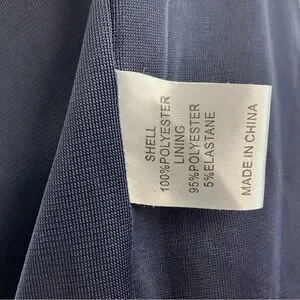 SHELL
100%POLYESTER
LINING
95%POLYESTER
5%ELASTANE
MADE IN CHINA